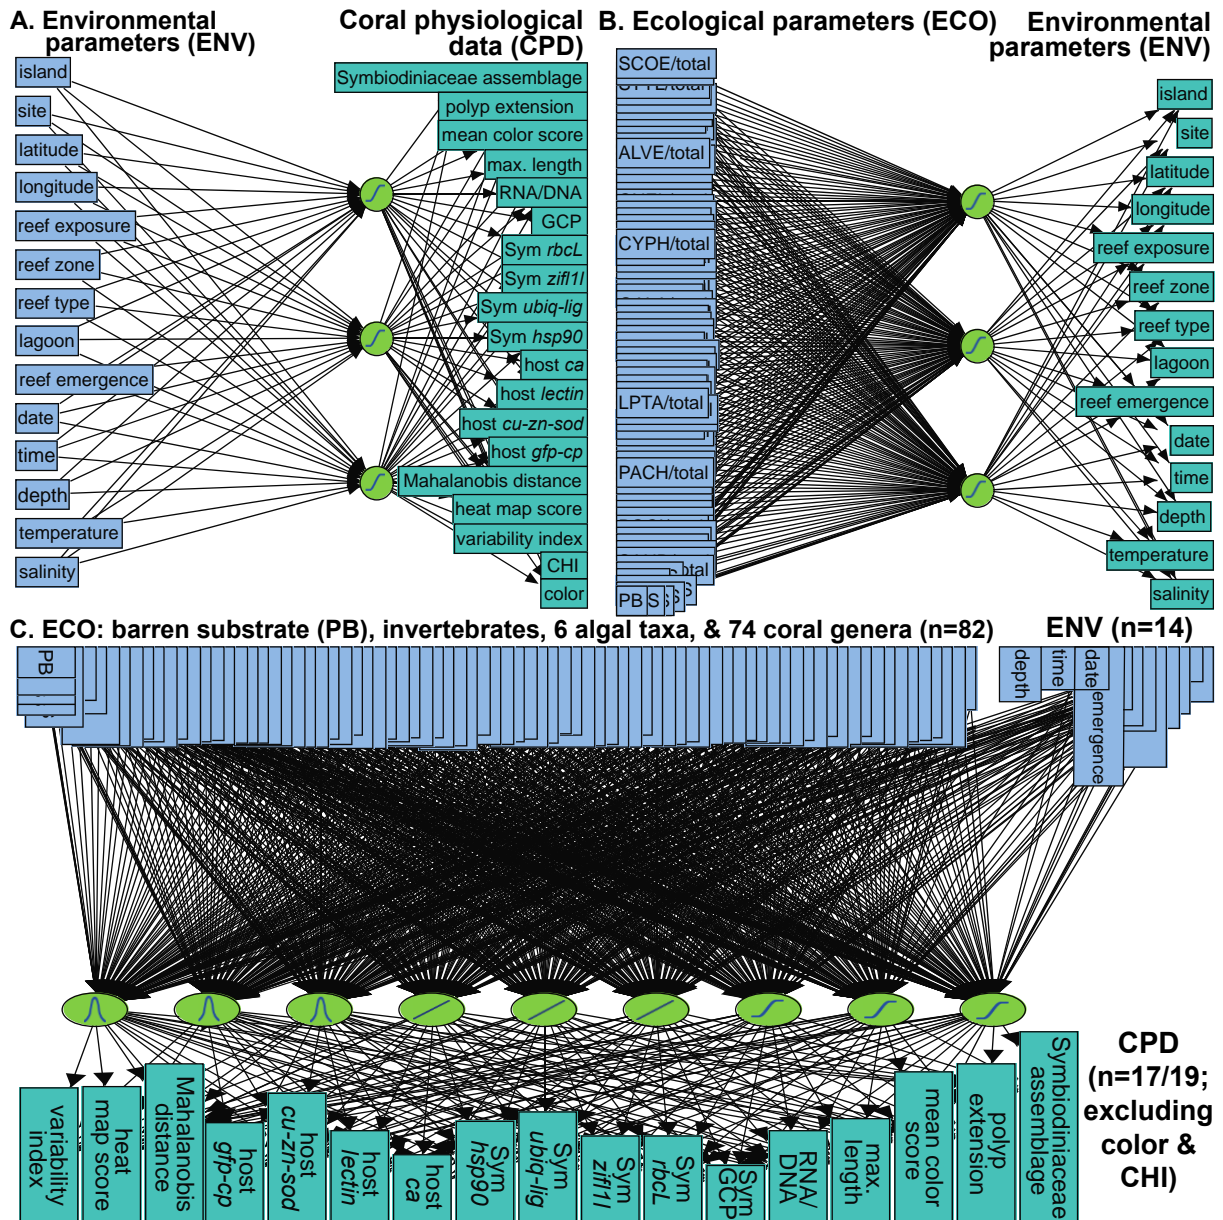 A. Environmental
parameters (ENV)
Coral physiological
data (CPD)
island
site
latitude
longitude
reef exposure
reef zone
reef type
lagoon
reef emergence
date
time
depth
temperature
salinity
Symbiodiniaceae assemblage
polyp extension
mean color score
max. length
RNA/DNA
GCP
Sym rbcL
Sym zifl1l
Sym ubiq-lig
Sym hsp90
host ca
host lectin
host cu-zn-sod
host gfp-cp
Mahalanobis distance
heat map score
variability index
CHI
color
B. Ecological parameters (ECO)
Environmental
parameters (ENV)
SCOE/total
ALVE/total
CYPH/total
LPTA/total
PACH/total
PB
S
S
S
S
island
site
latitude
longitude
reef exposure
reef zone
reef type
lagoon
reef emergence
date
time
depth
temperature
salinity
C. ECO: barren substrate (PB), invertebrates, 6 algal taxa, & 74 coral genera (n=82)
ENV (n=14)
PB
depth
time
date
emergence
variability
index
heat
map score
Mahalanobis
distance
host
gfp-cp
host
cu-zn-sod
host
lectin
host
ca
Sym
hsp90
Sym
ubiq-lig
Sym
zifl1l
Sym
rbcL
Sym
GCP
RNA/
DNA
max.
length
mean color
score
polyp
extension
Symbiodiniaceae
assemblage
CPD
(n=17/19;
excluding
color &
CHI)